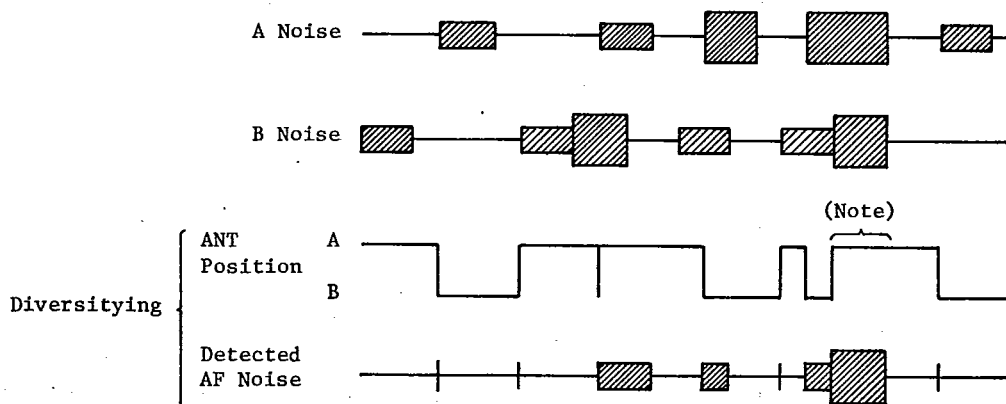 A Noise
B Noise
(Note)
ANT A
Position
B
Diversitying
Detected
AF Noise